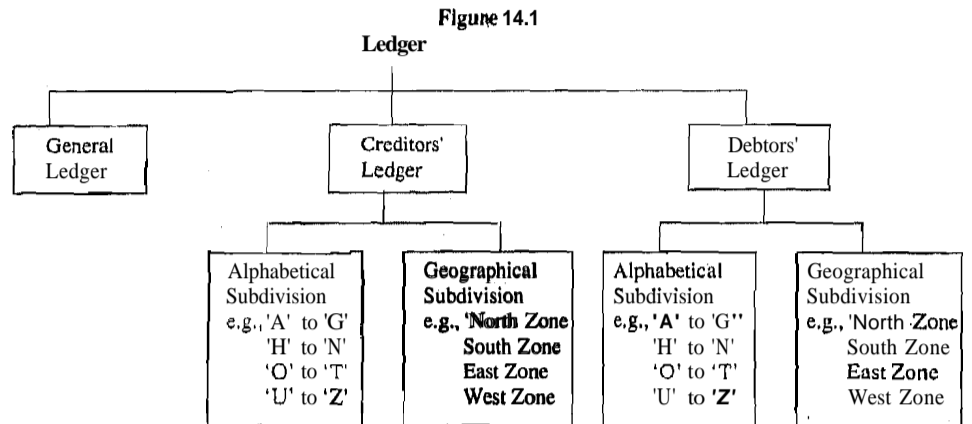 Figure 14.1
Ledger
General
Ledger
Creditors'
Ledger
Debtors'
Ledger
Alphabetical
Subdivision
e.g., 'A' to 'G'
'H' to 'N'
'O' to 'T'
'U' to 'Z'
Geographical
Subdivision
e.g., 'North Zone
South Zone
East Zone
West Zone
Alphabetical
Subdivision
e.g., 'A' to 'G''
'H' to 'N'
'O' to 'T'
'U' to 'Z'
Geographical
Subdivision
e.g., 'North Zone
South Zone
East Zone
West Zone